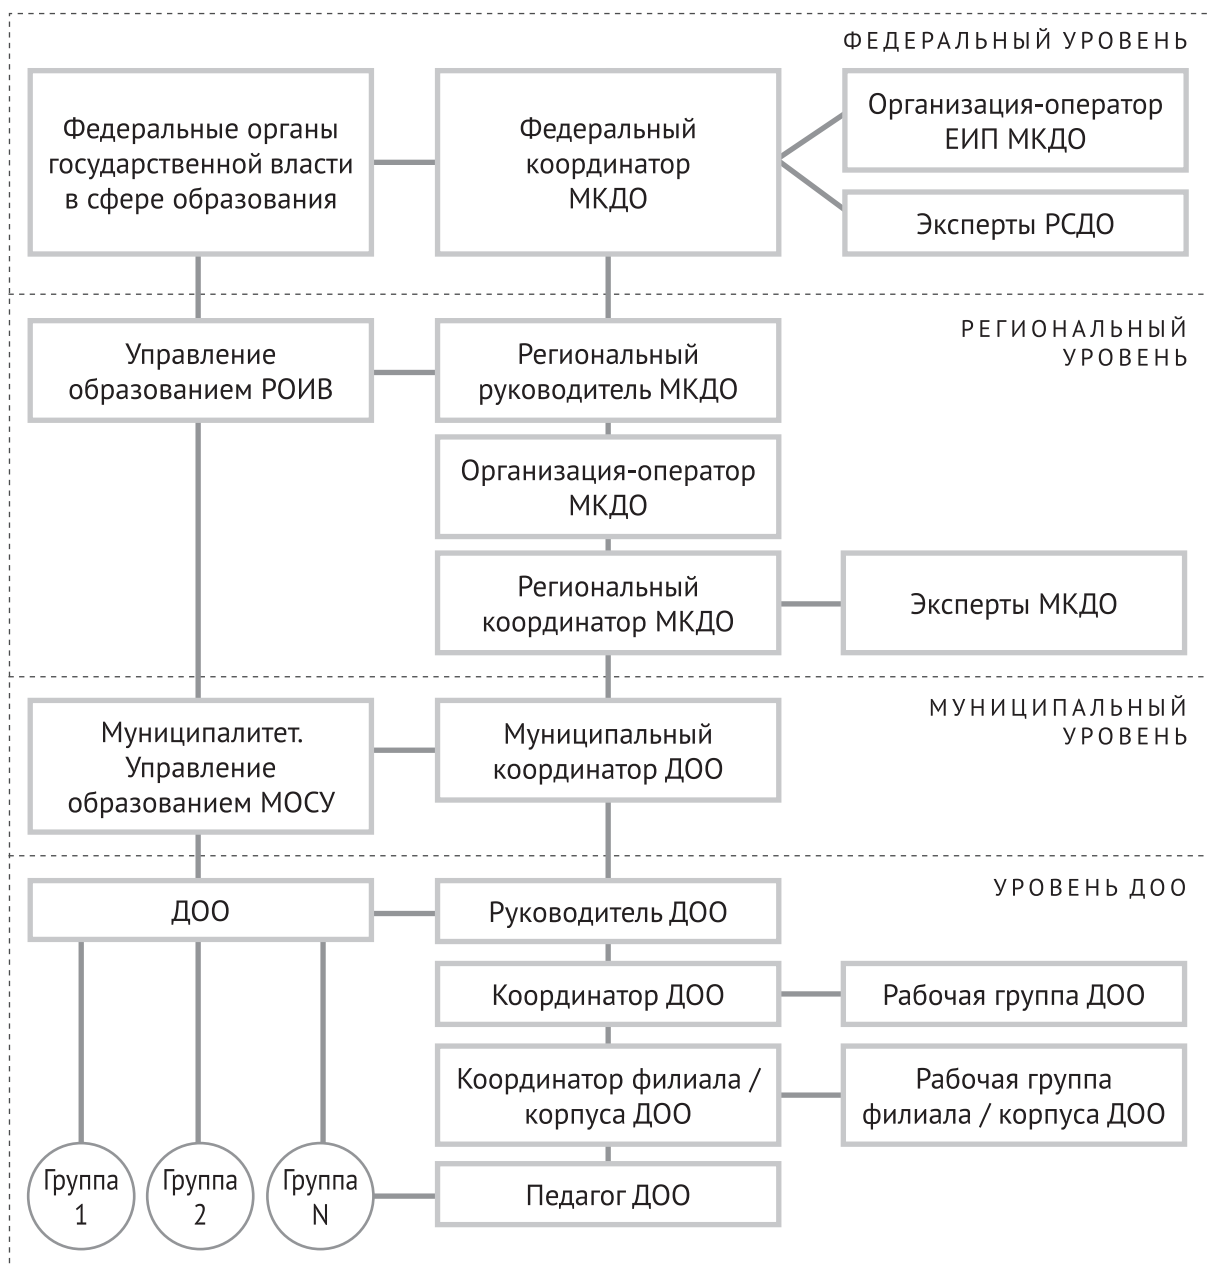 ФЕДЕРАЛЬНЫЙ УРОВЕНЬ
Федеральные органы
государственной власти
в сфере образования
Федеральный
координатор
МКДО
Организация-оператор
ЕИП МКДО
Эксперты РСДО
РЕГИОНАЛЬНЫЙ
УРОВЕНЬ
Управление
образованием РОИВ
Региональный
руководитель МКДО
Организация-оператор
МКДО
Региональный
координатор МКДО
Эксперты МКДО
МУНИЦИПАЛЬНЫЙ
УРОВЕНЬ
Муниципалитет.
Управление
образованием МОСУ
Муниципальный
координатор ДОО
УРОВЕНЬ ДОО
ДОО
Руководитель ДОО
Координатор ДОО
Рабочая группа ДОО
Координатор филиала /
корпуса ДОО
Рабочая группа
филиала / корпуса ДОО
Группа
1
Группа
2
Группа
N
Педагог ДОО